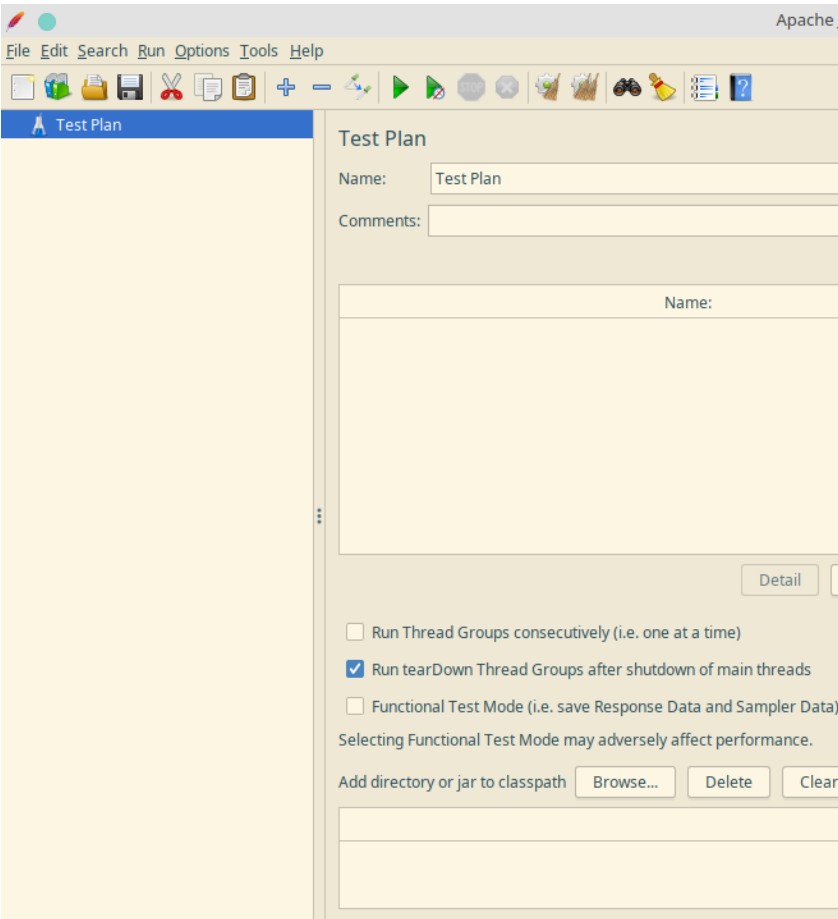 Apache
File Edit Search Run Options Tools Help
STOP
Test Plan
Test Plan
Name: Test Plan
Comments:
Name:
Detail
Run Thread Groups consecutively (i.e. one at a time)
Run tearDown Thread Groups after shutdown of main threads
Functional Test Mode (i.e. save Response Data and Sampler Data)
Selecting Functional Test Mode may adversely affect performance.
Add directory or jar to classpath Browse... Delete Clear